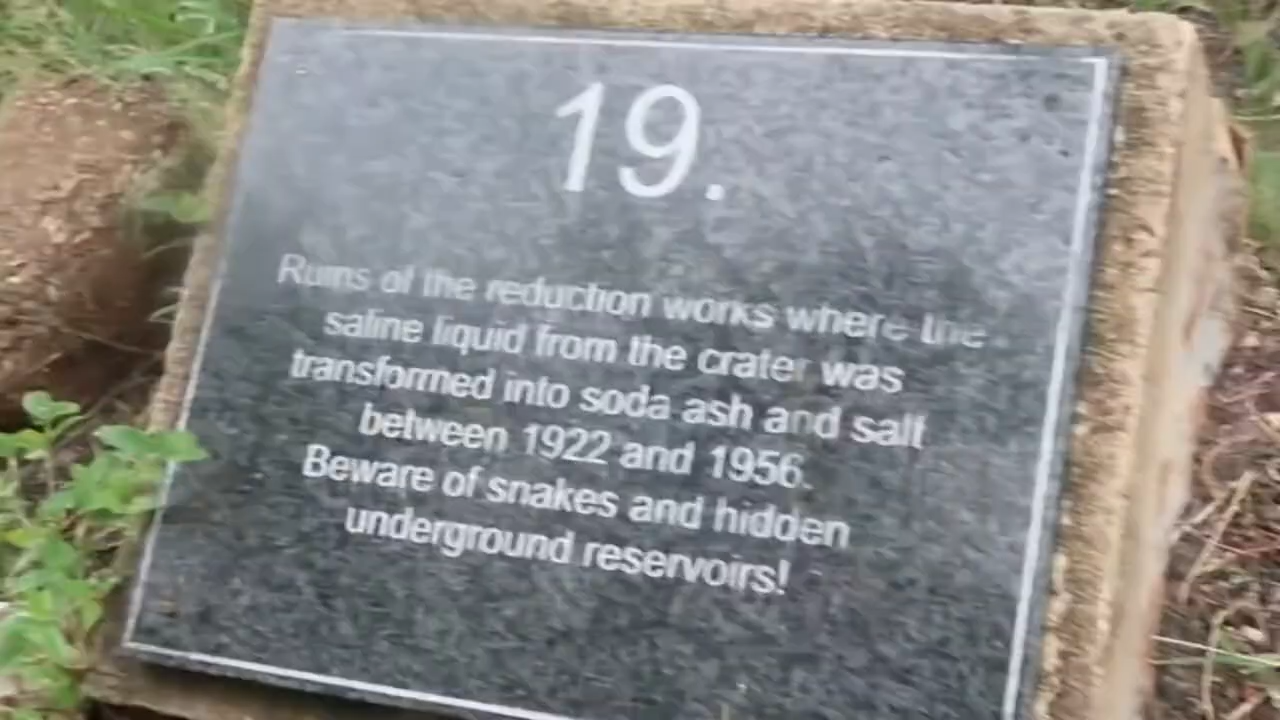 19.
Ruins of the reduction works where the
saline liquid from the crater was
transformed into soda ash and salt
between 1922 and 1956.
Beware of snakes and hidden
underground reservoirs!